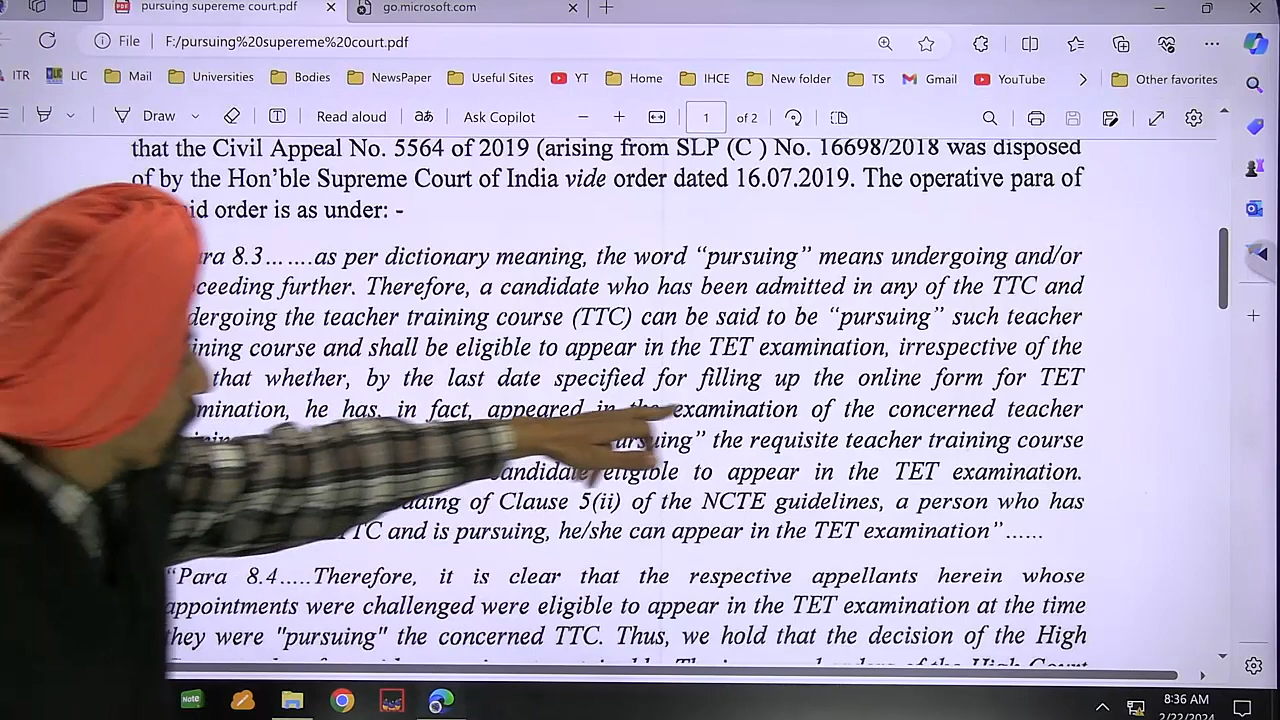 pursuing supereme court.pdf
go.microsoft.com
File F:/pursuing%20supereme%20court.pdf
ITR LIC Mail Universities Bodies NewsPaper Useful Sites YT Home IHCE New folder TS Gmail YouTube Other favorites
Draw Read aloud aあ Ask Copilot 1 of 2
that the Civil Appeal No. 5564 of 2019 (arising from SLP (C ) No. 16698/2018 was disposed
of by the Hon’ble Supreme Court of India vide order dated 16.07.2019. The operative para of
order is as under: -
8.3…….as per dictionary meaning, the word “pursuing” means undergoing and/or
further. Therefore, a candidate who has been admitted in any of the TTC and
the teacher training course (TTC) can be said to be “pursuing” such teacher
course and shall be eligible to appear in the TET examination, irrespective of the
that whether, by the last date specified for filling up the online form for TET
he has, in fact, appeared in the examination of the concerned teacher
the requisite teacher training course
eligible to appear in the TET examination.
of Clause 5(ii) of the NCTE guidelines, a person who has
TTC and is pursuing, he/she can appear in the TET examination”……
“Para 8.4…..Therefore, it is clear that the respective appellants herein whose
appointments were challenged were eligible to appear in the TET examination at the time
they were "pursuing" the concerned TTC. Thus, we hold that the decision of the High
Note
8:36 AM
2/22/2024